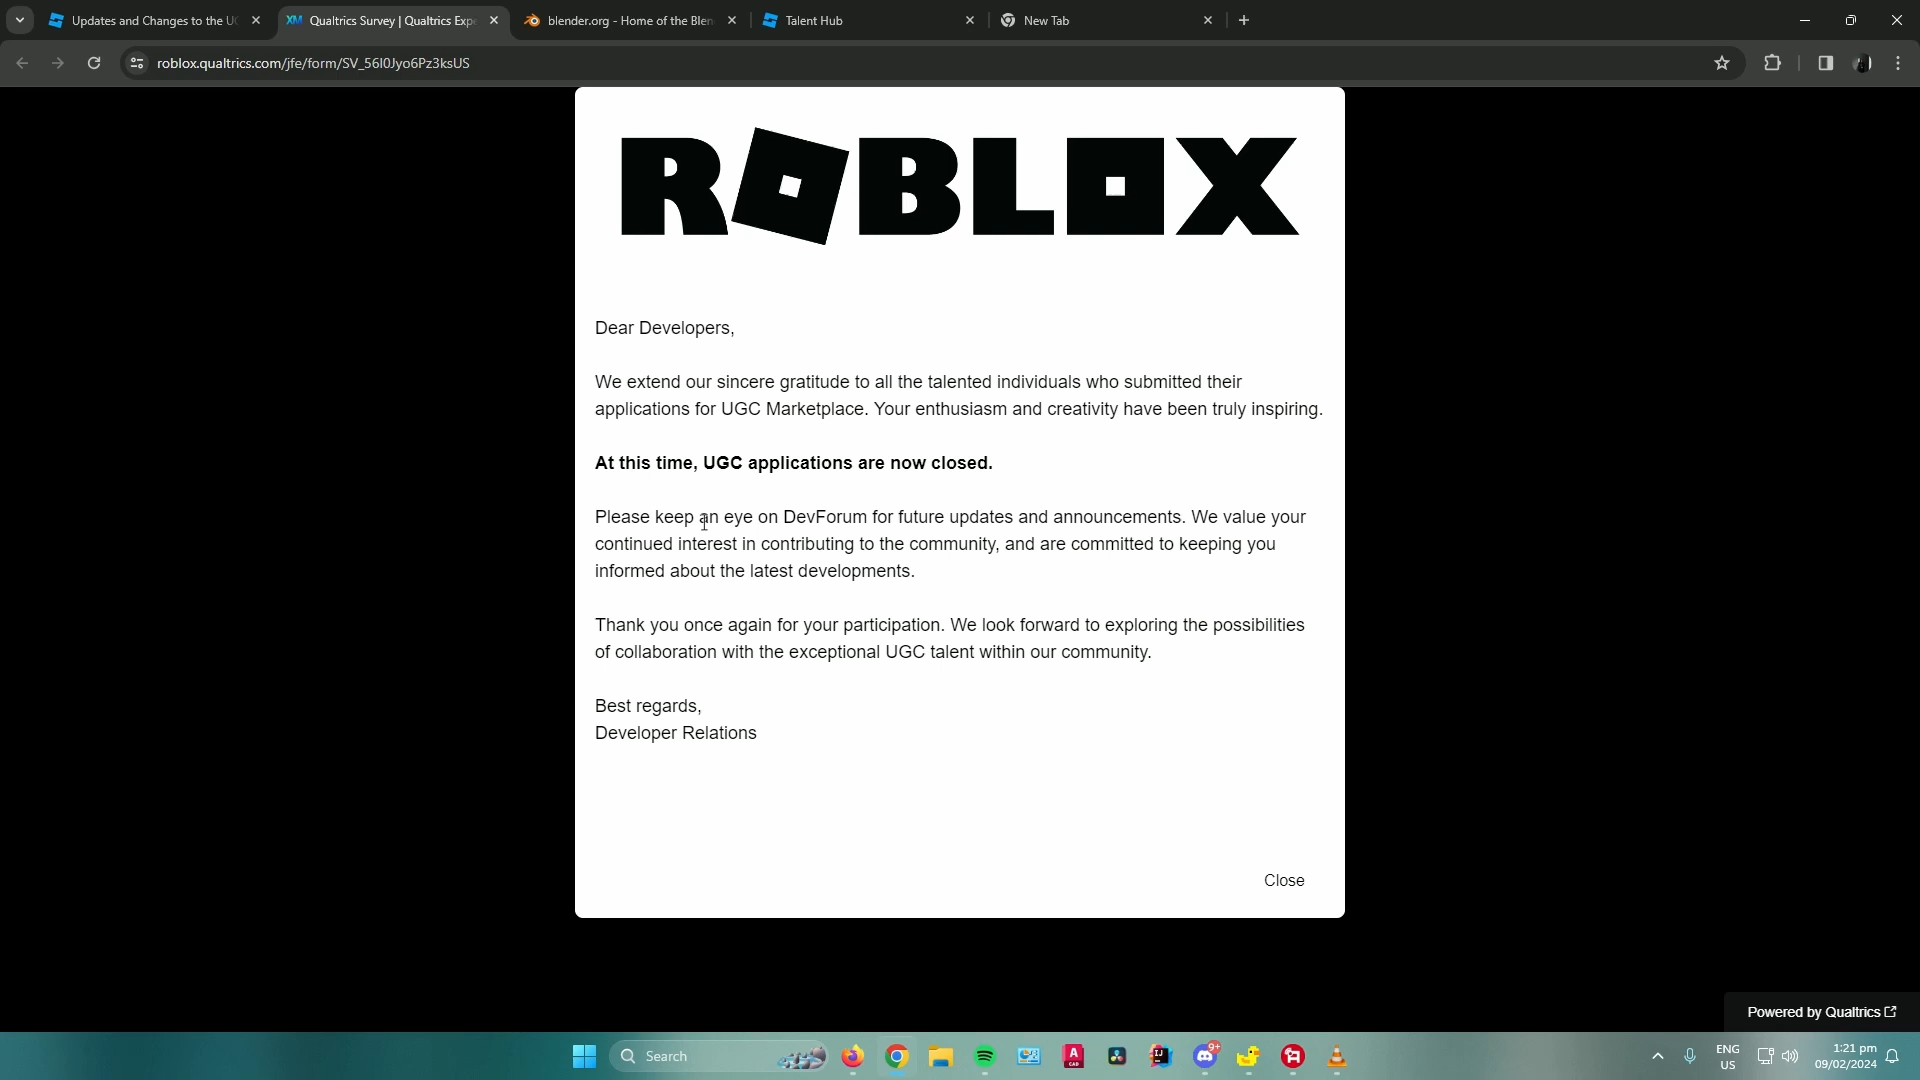 Updates and Changes to the UG
Qualtrics Survey | Qualtrics Expe
blender.org - Home of the Blen
Talent Hub
New Tab
roblox.qualtrics.com/jfe/form/SV_56I0Jyo6Pz3ksUS
ROBLOX
Dear Developers,
We extend our sincere gratitude to all the talented individuals who submitted their
applications for UGC Marketplace. Your enthusiasm and creativity have been truly inspiring.
At this time, UGC applications are now closed.
Please keep an eye on DevForum for future updates and announcements. We value your
continued interest in contributing to the community, and are committed to keeping you
informed about the latest developments.
Thank you once again for your participation. We look forward to exploring the possibilities
of collaboration with the exceptional UGC talent within our community.
Best regards,
Developer Relations
Close
Powered by Qualtrics
Search
9+
ENG
US
1:21 pm
09/02/2024